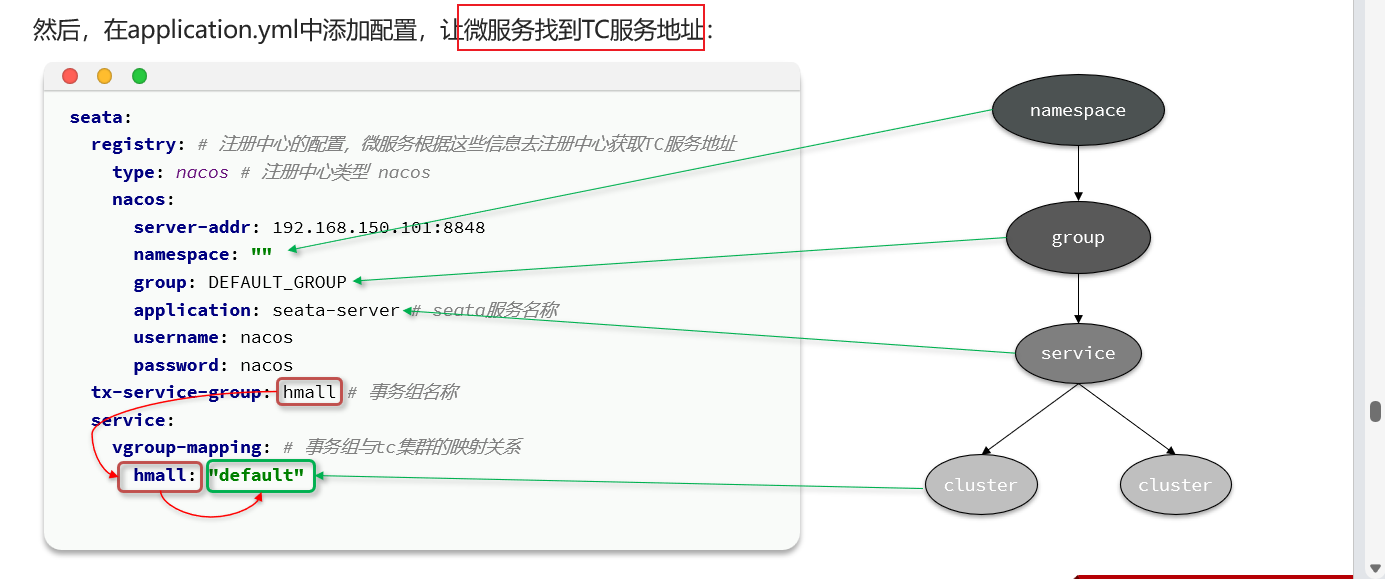 然后，在application.yml中添加配置，让微服务找到TC服务地址：
seata:
registry: # 注册中心的配置，微服务根据这些信息去注册中心获取TC服务地址
type: nacos # 注册中心类型 nacos
nacos:
server-addr: 192.168.150.101:8848
namespace: ""
group: DEFAULT_GROUP
application: seata-server # seata服务名称
username: nacos
password: nacos
tx-service-group: hmall # 事务组名称
service:
vgroup-mapping: # 事务组与tc集群的映射关系
hmall: "default"
namespace
group
service
cluster
cluster